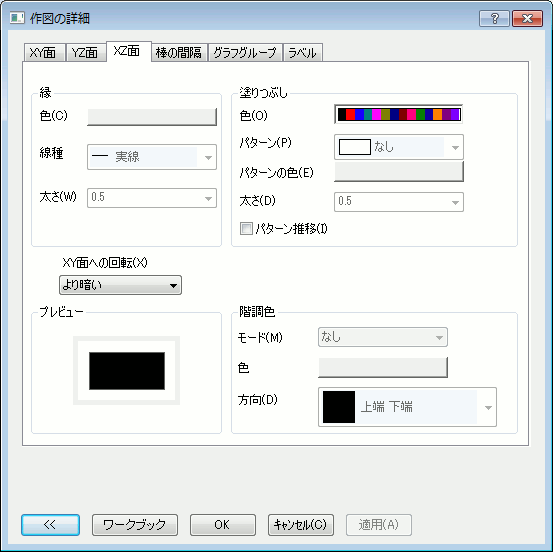 作図の詳細
XY面 YZ面 XZ面 棒の間隔 グラフグループ ラベル
縁
色(C)
線種 実線
太さ(W) 0.5
塗りつぶし
色(O)
パターン(P) なし
パターンの色(E)
太さ(D) 0.5
パターン推移(I)
XY面への回転(X)
より暗い
プレビュー
階調色
モード(M) なし
色
方向(D) 上端 下端
<< ワークブック OK キャンセル(C) 適用(A)